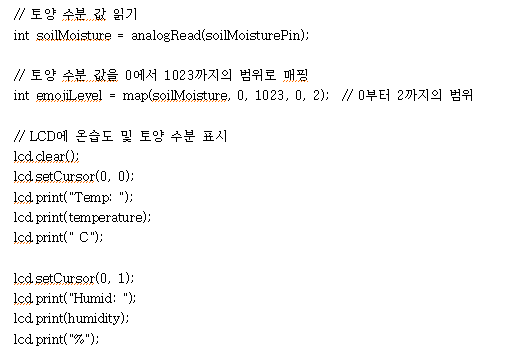 // 토양 수분 값 읽기
int soilMoisture = analogRead(soilMoisturePin);
// 토양 수분 값을 0에서 1023까지의 범위로 매핑
int emojiLevel = map(soilMoisture, 0, 1023, 0, 2); // 0부터 2까지의 범위
// LCD에 온습도 및 토양 수분 표시
lcd.clear();
lcd.setCursor(0, 0);
lcd.print("Temp: ");
lcd.print(temperature);
lcd.print(" C");
lcd.setCursor(0, 1);
lcd.print("Humid: ");
lcd.print(humidity);
lcd.print("%");